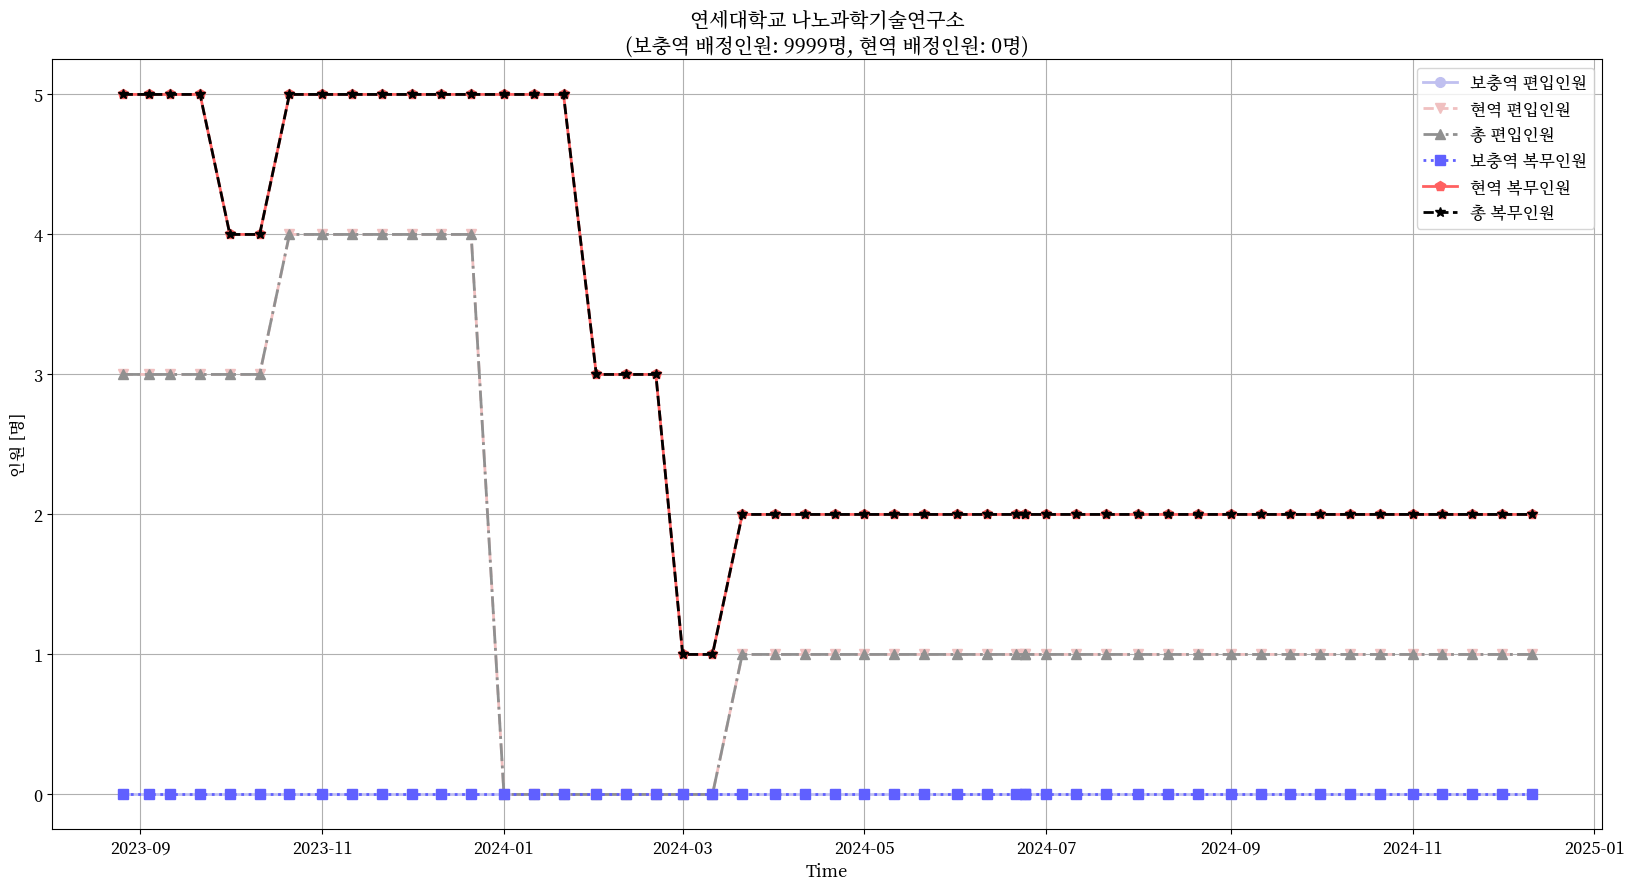 연세대학교 나노과학기술연구소
(보충역 배정인원: 9999명, 현역 배정인원: 0명)
보충역 편입인원
현역 편입인원
총 편입인원
보충역 복무인원
현역 복무인원
총 복무인원
인원 [명]
5
4
3
2
1
0
2023-09
2023-11
2024-01
2024-03
2024-05
2024-07
2024-09
2024-11
2025-01
Time